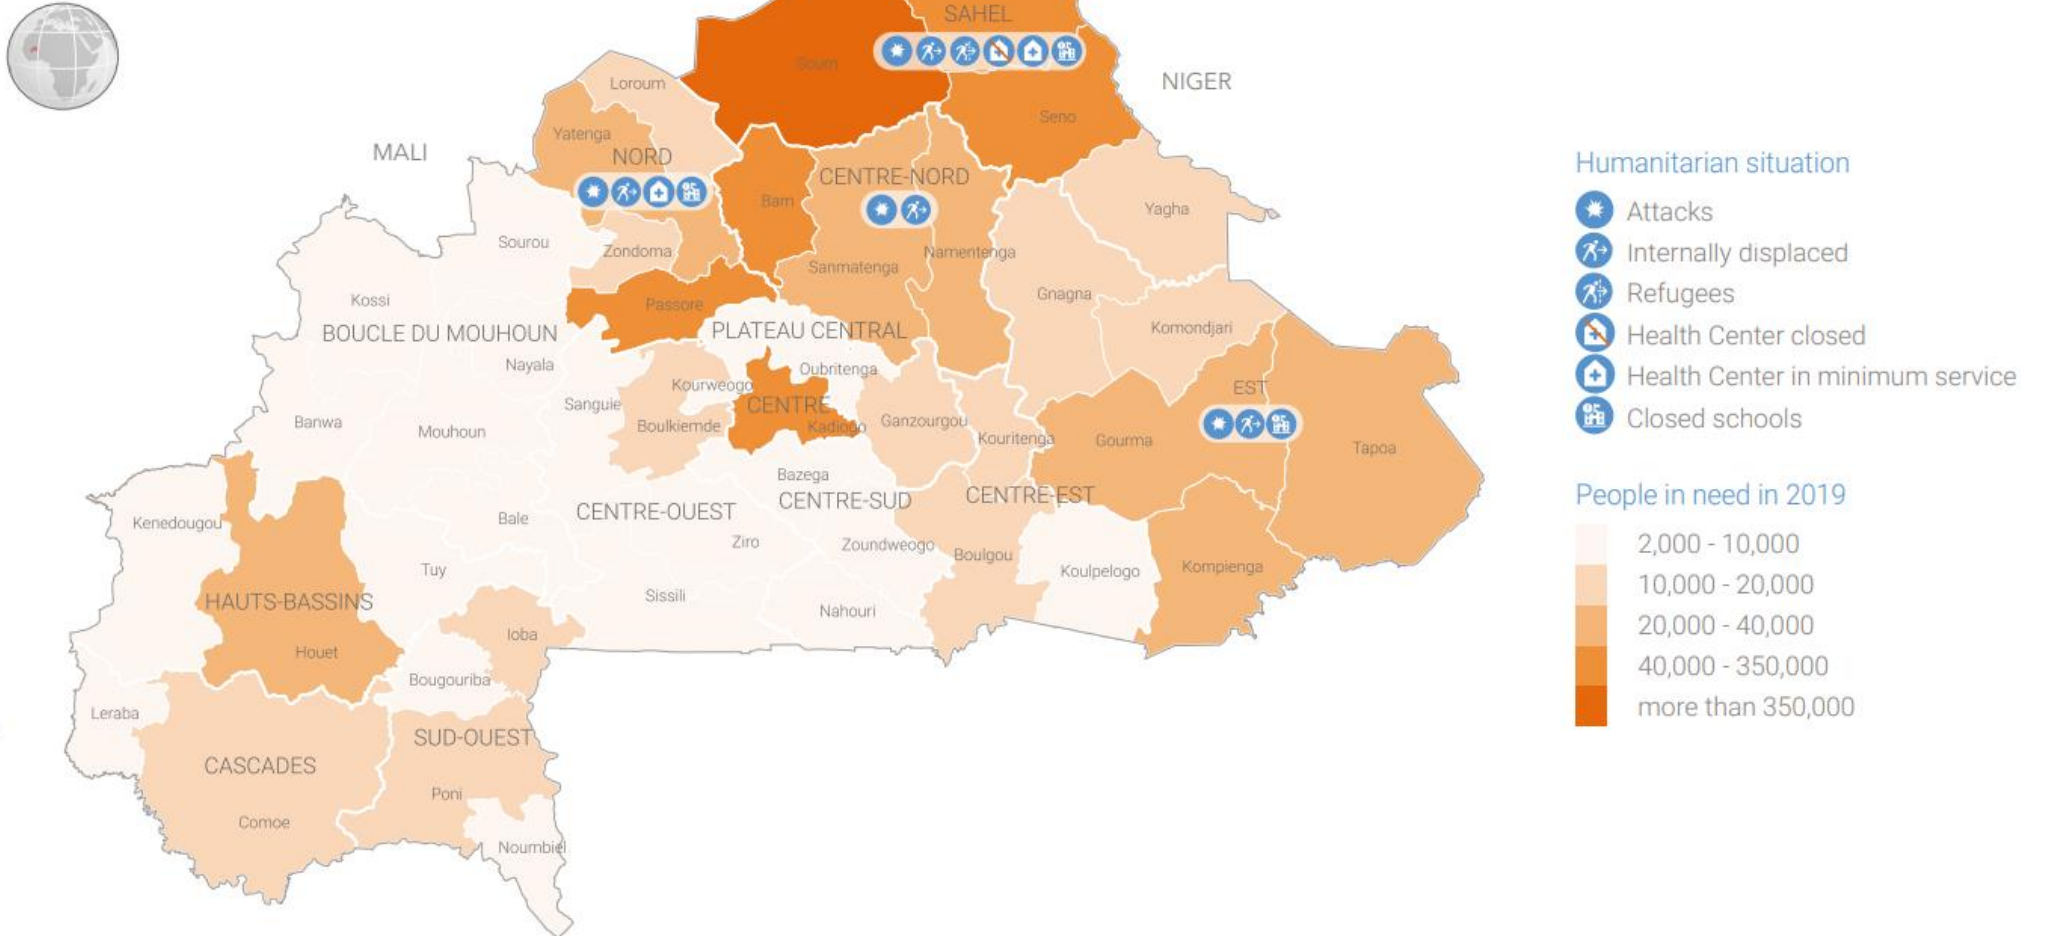 SAHEL
Soum
Loroum
NIGER
Seno
Yatenga
MALI
NORD
CENTRE-NORD
Bam
Yagha
Sourou
Zondoma
Namentenga
Sanmatenga
Gnagna
Kossi
Passore
Komondjari
BOUCLE DU MOUHOUN
PLATEAU CENTRAL
Nayala
Oubritenga
Kourweogo
EST
Sanguie
CENTRE
Banwa
Mouhoun
Boulkiemde
Kadiogo
Ganzourgou
Kouritenga
Gourma
Tapoa
Bazega
CENTRE-SUD
CENTRE-EST
CENTRE-OUEST
Kenedougou
Bale
Ziro
Zoundweogo
Boulgou
Koulpelogo
Kompienga
Tuy
Sissili
Nahouri
HAUTS-BASSINS
Ioba
Houet
Bougouriba
Leraba
SUD-OUEST
CASCADES
Poni
Comoe
Noumbiel
Humanitarian situation
Attacks
Internally displaced
Refugees
Health Center closed
Health Center in minimum service
Closed schools
People in need in 2019
2,000 - 10,000
10,000 - 20,000
20,000 - 40,000
40,000 - 350,000
more than 350,000